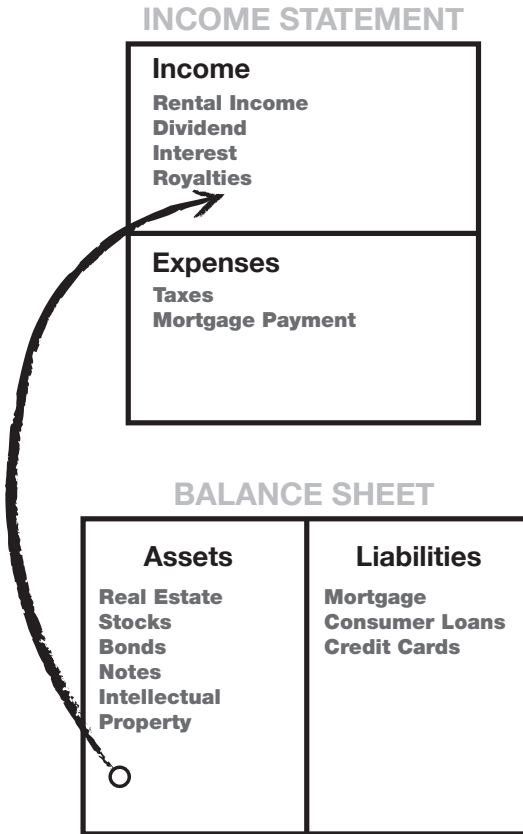 INCOME STATEMENT
Income
Rental Income
Dividend
Interest
Royalties
Expenses
Taxes
Mortgage Payment
BALANCE SHEET
Assets
Real Estate
Stocks
Bonds
Notes
Intellectual
Property
Liabilities
Mortgage
Consumer Loans
Credit Cards